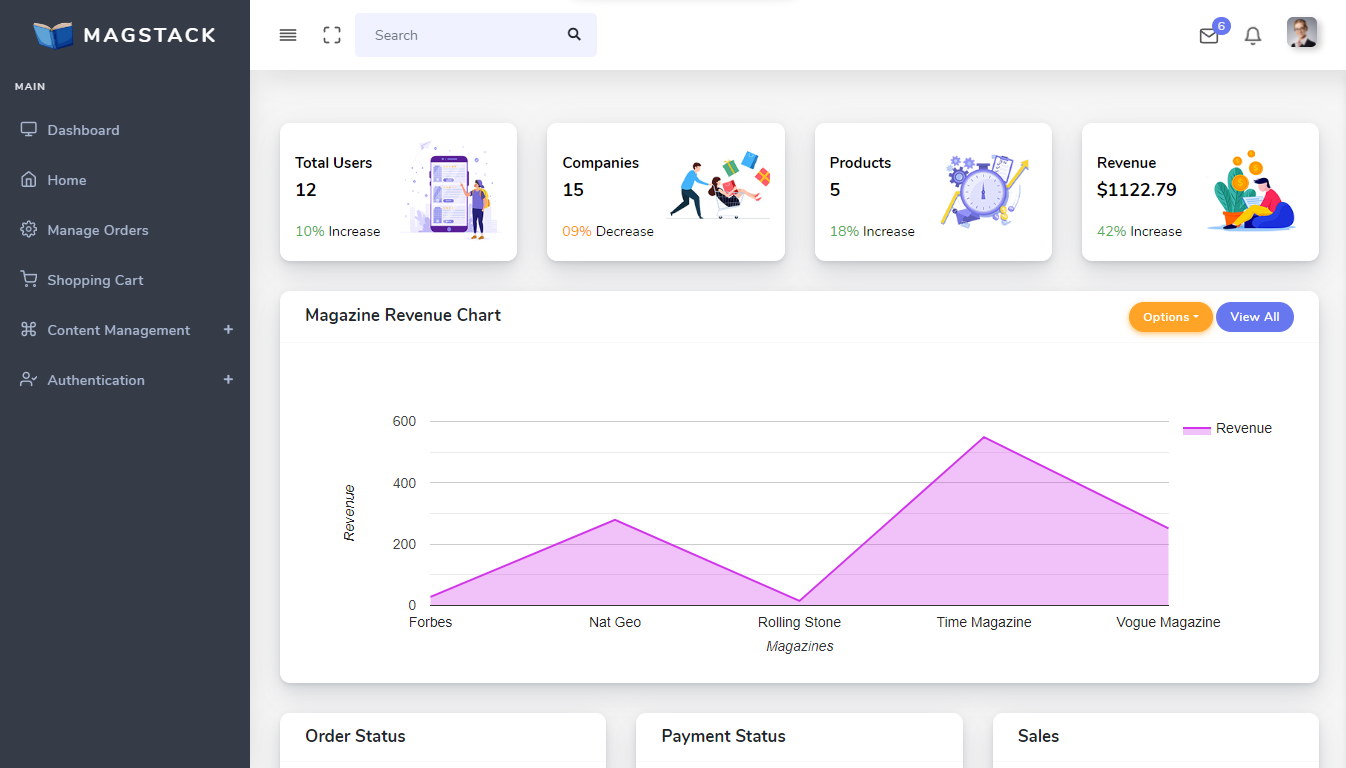 MAGSTACK
MAIN
Dashboard
Home
Manage Orders
Shopping Cart
Content Management +
Authentication +
Search
6
Total Users
12
10% Increase
Companies
15
09% Decrease
Products
5
18% Increase
Revenue
$1122.79
42% Increase
Magazine Revenue Chart
Options
View All
600
400
200
0
Revenue
Revenue
Forbes
Nat Geo
Rolling Stone
Time Magazine
Vogue Magazine
Magazines
Order Status
Payment Status
Sales